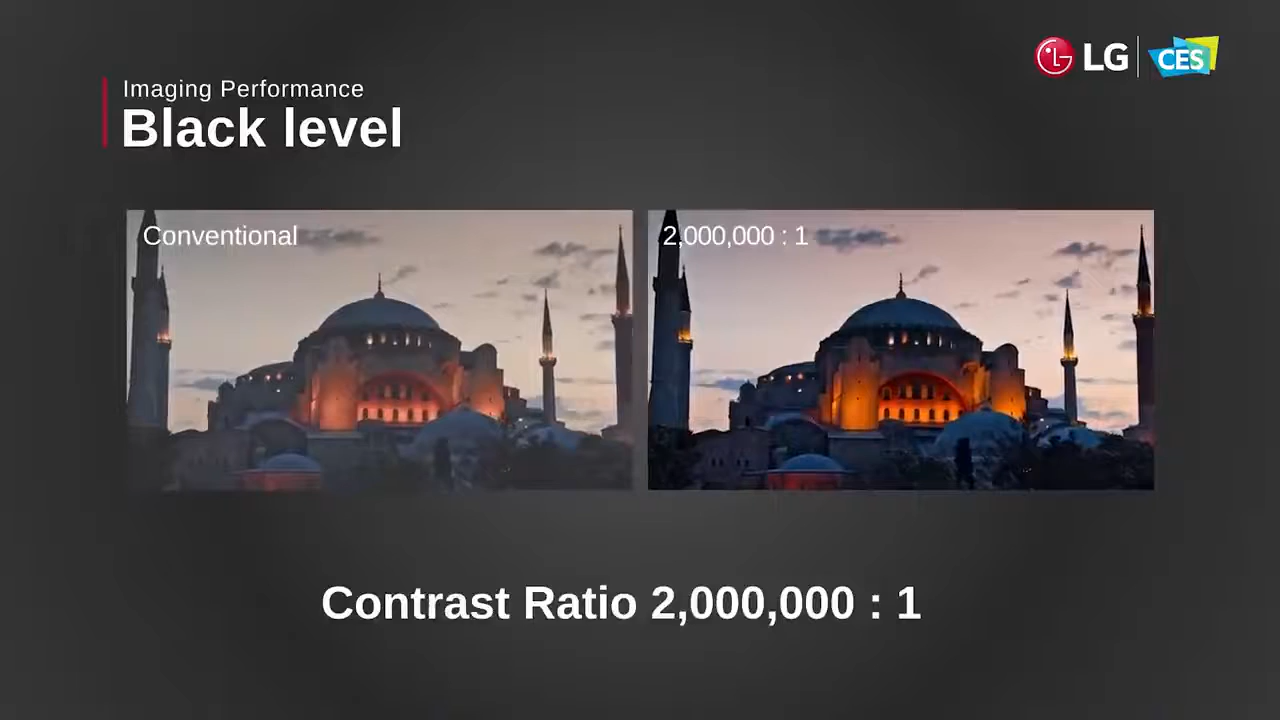 LG
CES
Imaging Performance
Black level
Conventional
2,000,000 : 1
Contrast Ratio 2,000,000 : 1